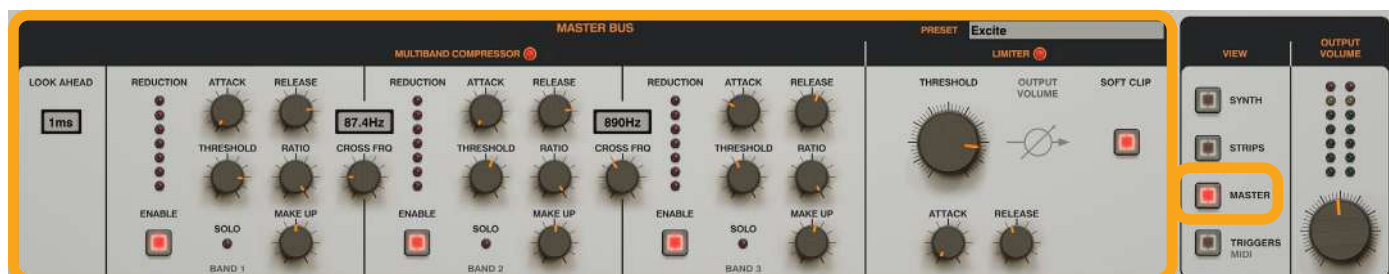 MASTER BUS
PRESET Excite
MULTIBAND COMPRESSOR
LIMITER
VIEW
OUTPUT
VOLUME
LOOK AHEAD
1ms
REDUCTION ATTACK RELEASE
THRESHOLD RATIO
ENABLE
SOLO
MAKE UP
BAND 1
87.4Hz
CROSS FRQ
REDUCTION ATTACK RELEASE
THRESHOLD RATIO
ENABLE
SOLO
MAKE UP
BAND 2
890Hz
CROSS FRQ
REDUCTION ATTACK RELEASE
THRESHOLD RATIO
ENABLE
SOLO
MAKE UP
BAND 3
THRESHOLD
OUTPUT
VOLUME
SOFT CLIP
ATTACK RELEASE
SYNTH
STRIPS
MASTER
TRIGGERS
MIDI